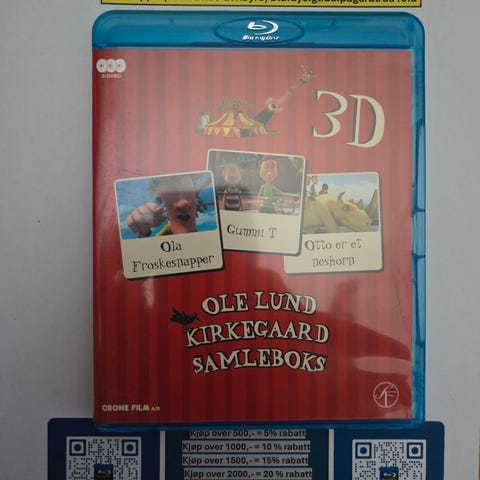 Blu-ray Disc
3-DISC
3D
Ola
Froskesnapper
Gummi T
Otto er et
neshorn
OLE LUND
KIRKEGAARD
SAMLEBOKS
CRONE FILM A/S
SF
Kjøp over 500,- = 5% rabatt
Kjøp over 1000,- = 10 % rabatt
Kjøp over 1500,- = 15% rabatt
Kjøp over 2000,- = 20 % rabatt